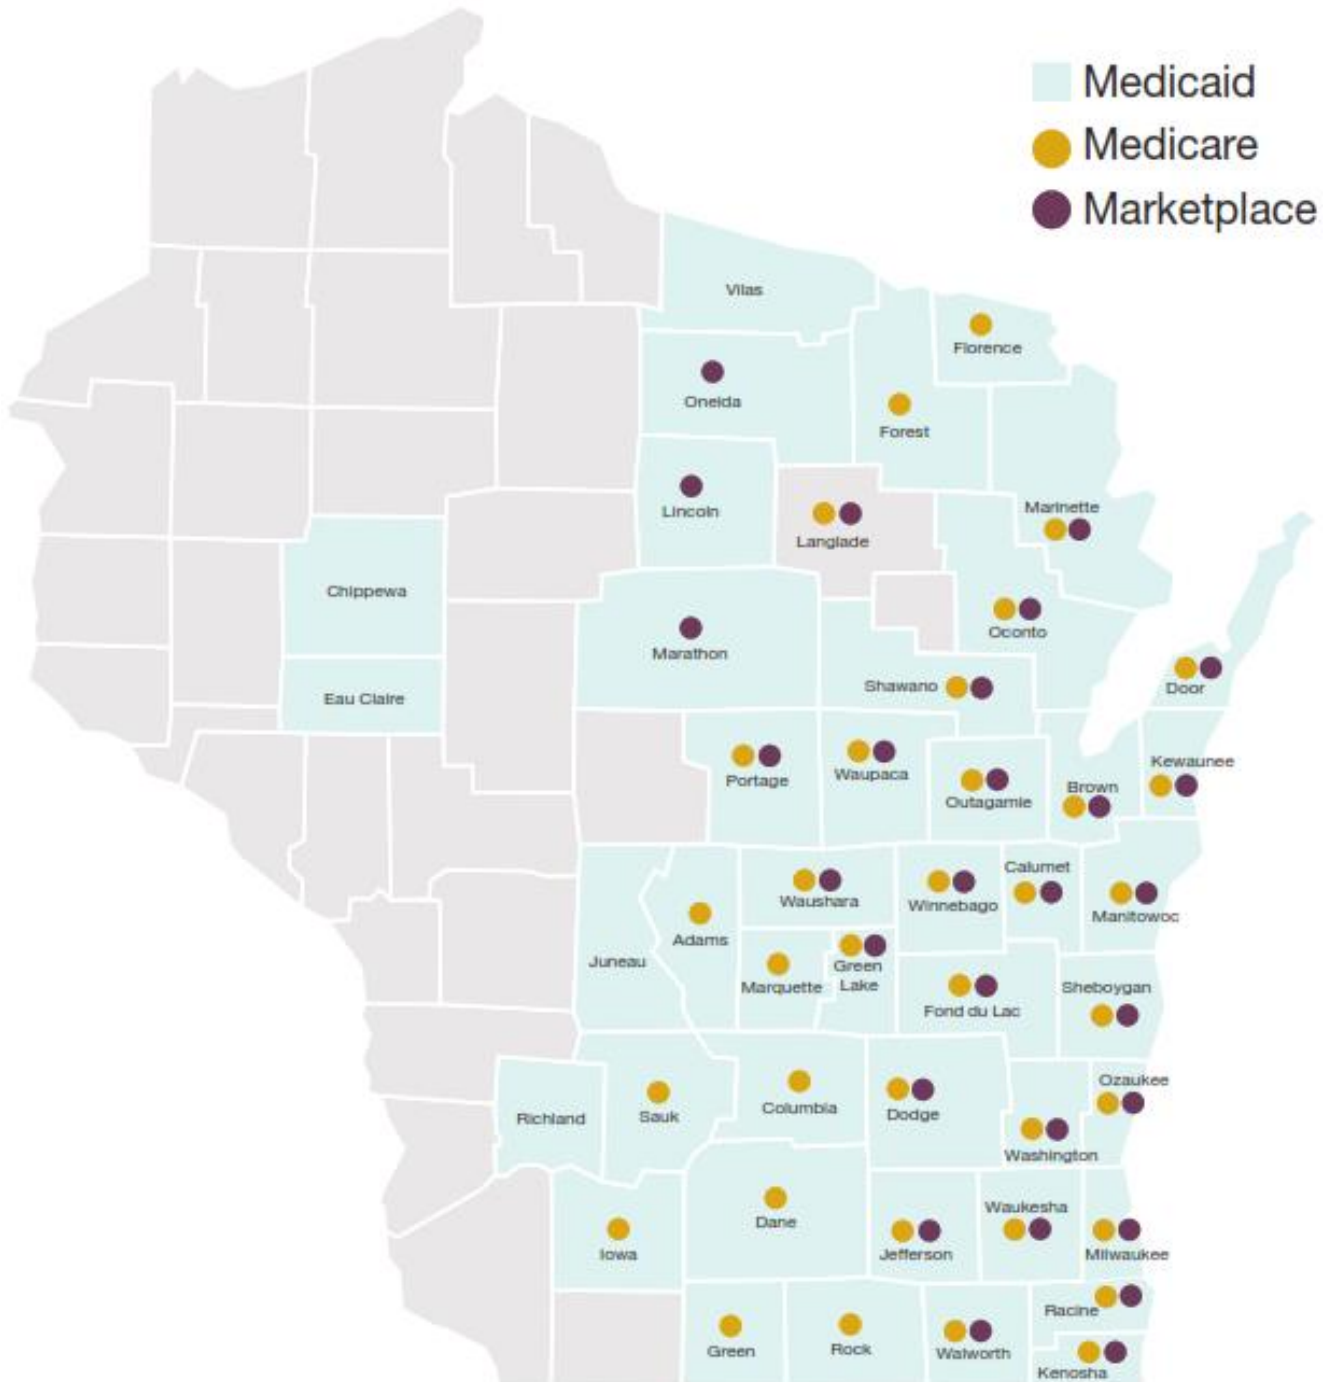 Medicaid
Medicare
Marketplace
Vilas
Florence
Oneida
Forest
Lincoln
Marinette
Langlade
Chippewa
Oconto
Marathon
Shawano
Door
Eau Claire
Kewaunee
Waupaca
Portage
Brown
Outagamie
Calumet
Waushara
Winnebago
Manitowoc
Adams
Juneau
Green
Lake
Marquette
Sheboygan
Fond du Lac
Ozaukee
Columbia
Dodge
Sauk
Richland
Washington
Waukesha
Dane
Iowa
Jefferson
Milwaukee
Racine
Green
Rock
Walworth
Kenosha